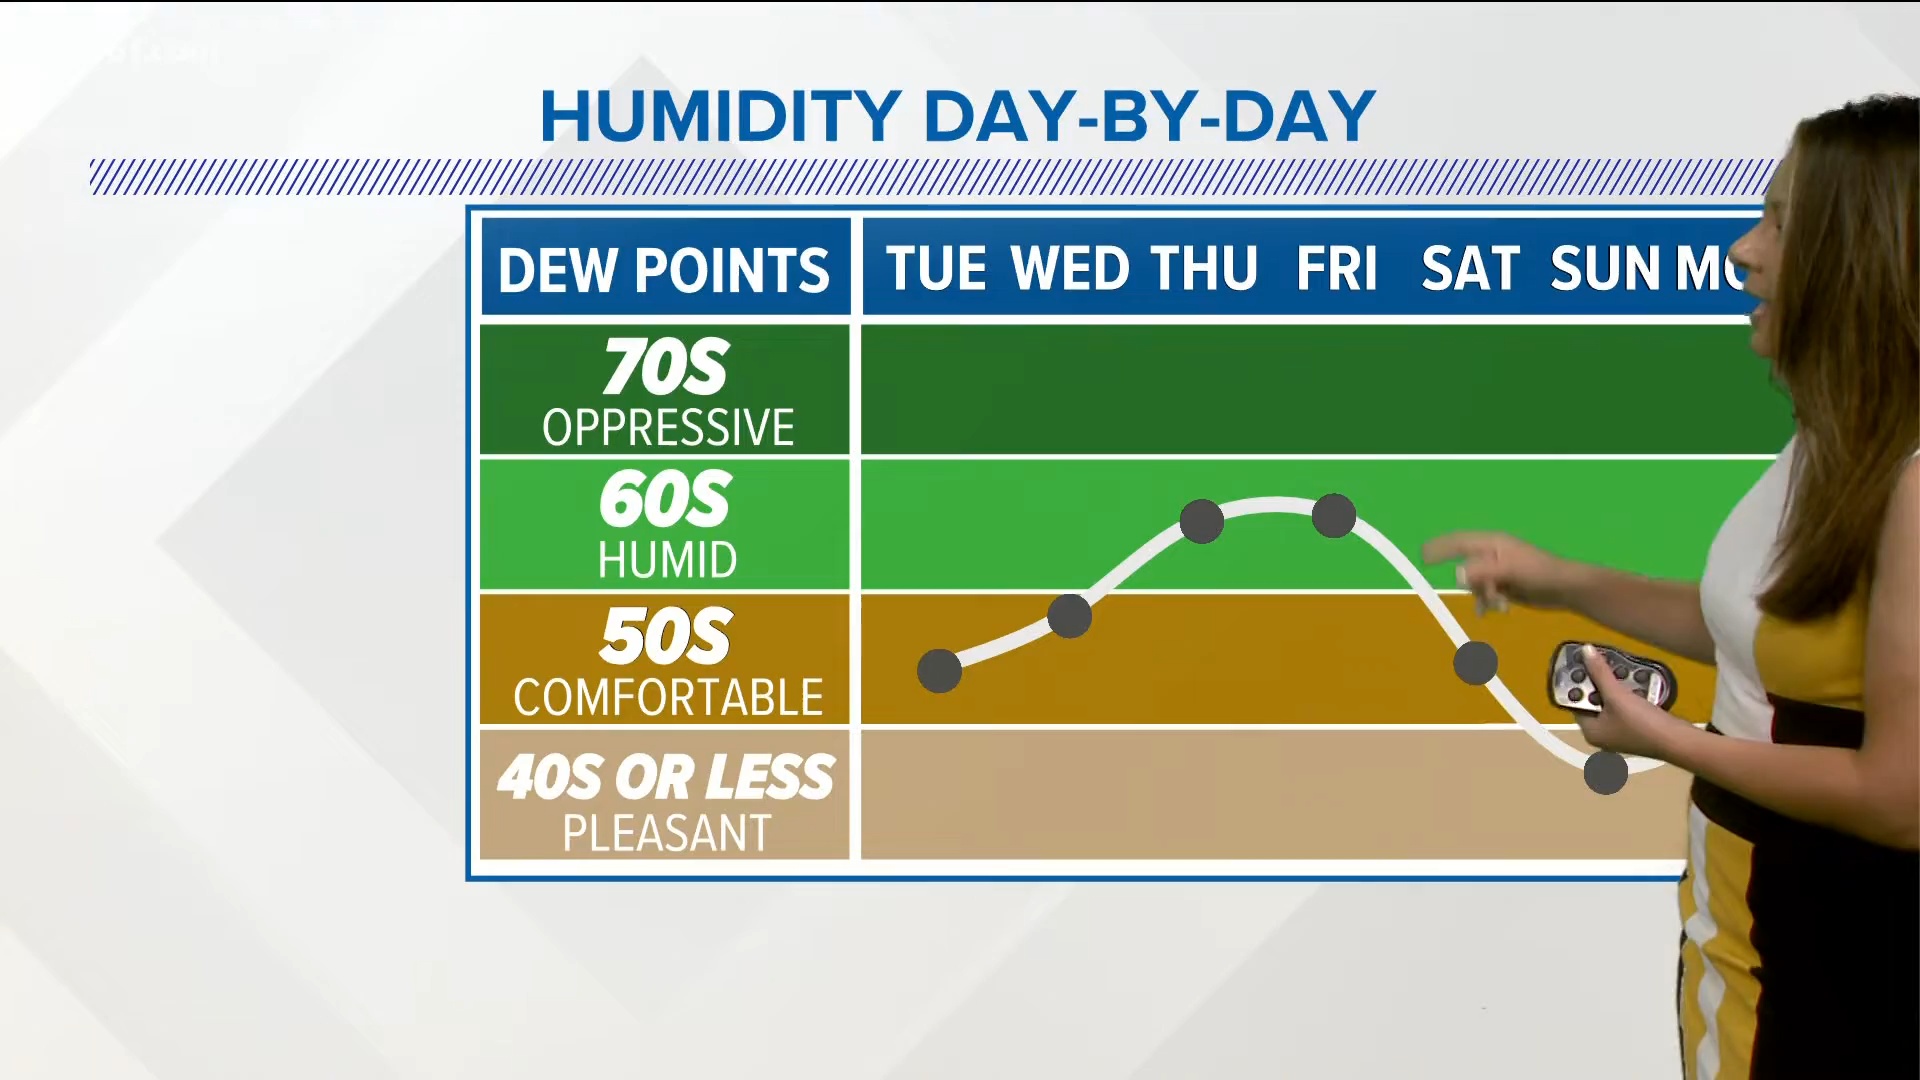 HUMIDITY DAY-BY-DAY
DEW POINTS TUE WED THU FRI SAT SUN
70S
OPPRESSIVE
60S
HUMID
50S
COMFORTABLE
40S OR LESS
PLEASANT